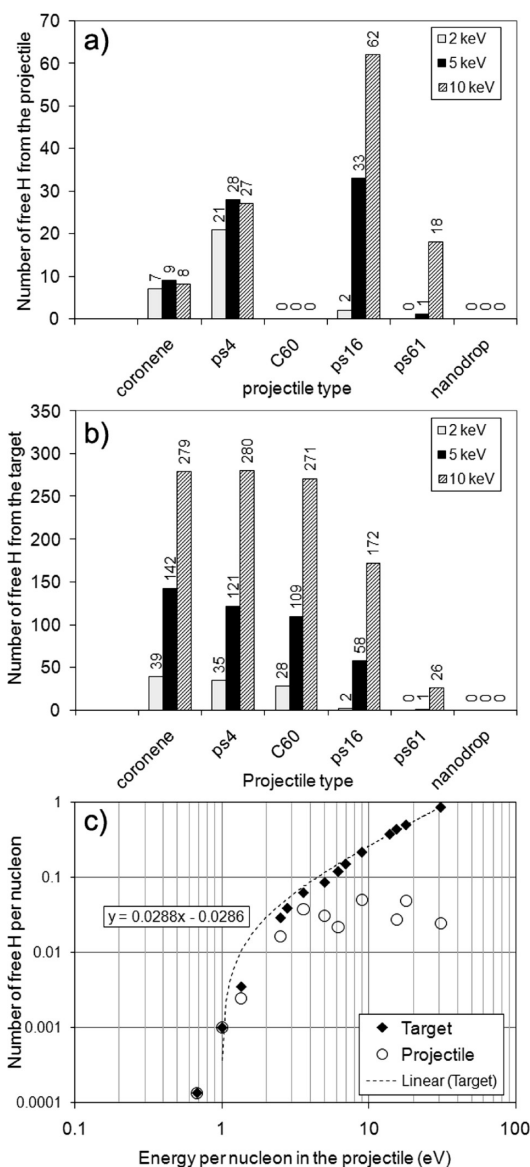 a)
Number of free H from the projectile
70
60
50
40
30
20
10
0
2 keV
5 keV
10 keV
7 9 8
21 28 27
0 0 0
2 33 62
0 1 18
0 0 0
coronene ps4 C60 ps16 ps61 nanodrop
projectile type
b)
Number of free H from the target
350
300
250
200
150
100
50
0
2 keV
5 keV
10 keV
39 142 279
35 121 280
28 109 271
2 58 172
0 1 26
0 0 0
coronene ps4 C60 ps16 ps61 nanodrop
Projectile type
c)
Number of free H per nucleon
1
0.1
0.01
0.001
0.0001
y = 0.0288x - 0.0286
Target
Projectile
Linear (Target)
0.1 1 10 100
Energy per nucleon in the projectile (eV)